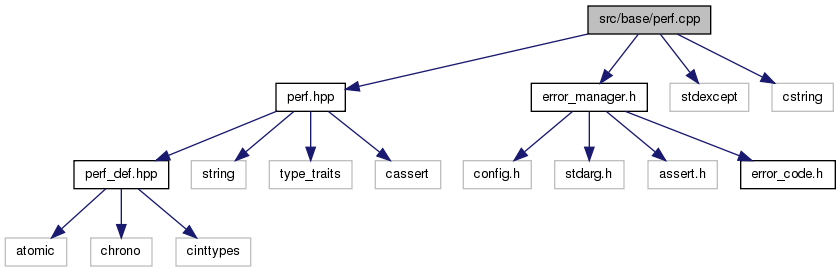 src/base/perf.cpp
perf.hpp
error_manager.h
stdexcept
cstring
perf_def.hpp
string
type_traits
cassert
config.h
stdarg.h
assert.h
error_code.h
atomic
chrono
cinttypes